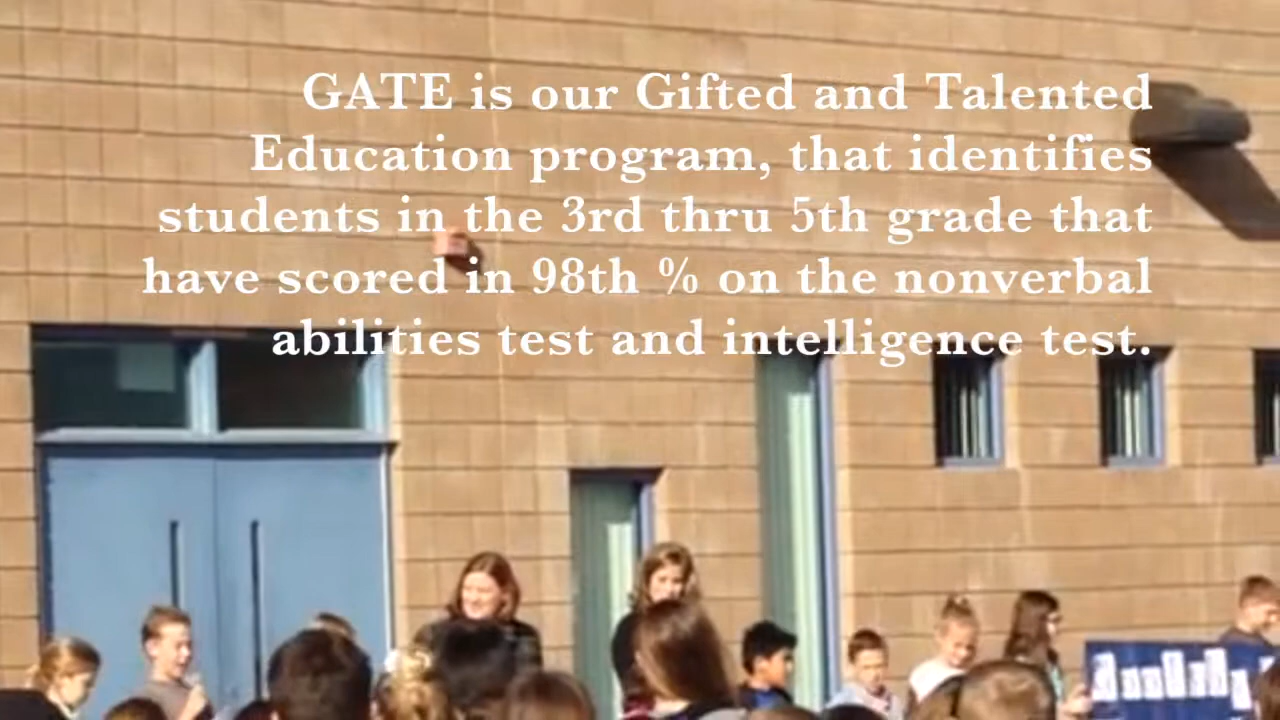 GATE is our Gifted and Talented
Education program, that identifies
students in the 3rd thru 5th grade that
have scored in 98th % on the nonverbal
abilities test and intelligence test.